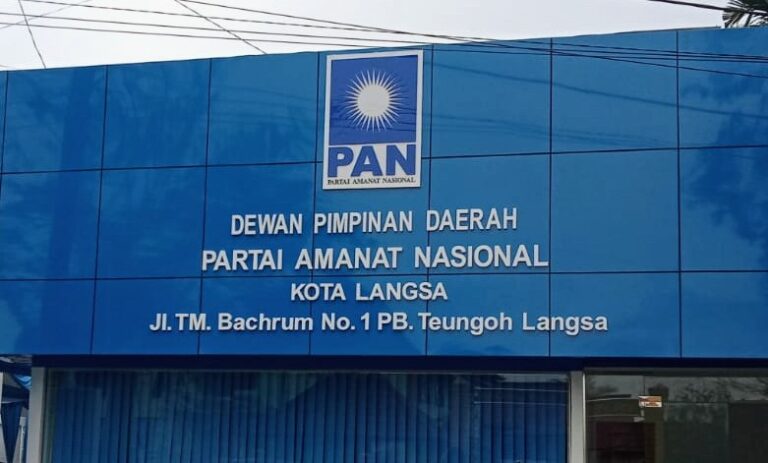 PAN
PARTAI AMANAT NASIONAL
DEWAN PIMPINAN DAERAH
PARTAI AMANAT NASIONAL
KOTA LANGSA
Jl. TM. Bachrum No. 1 PB. Teungoh Langsa